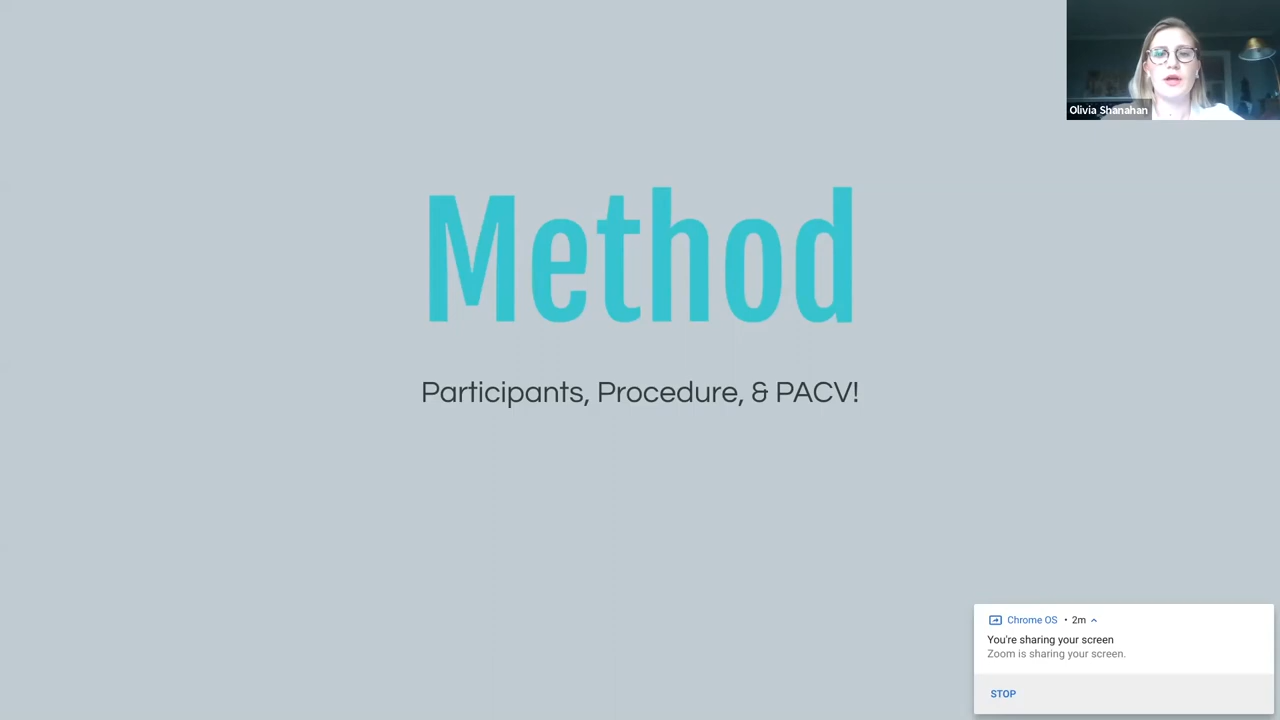 Olivia Shanahan
Method
Participants, Procedure, & PACV!
Chrome OS • 2m
You're sharing your screen
Zoom is sharing your screen.
STOP